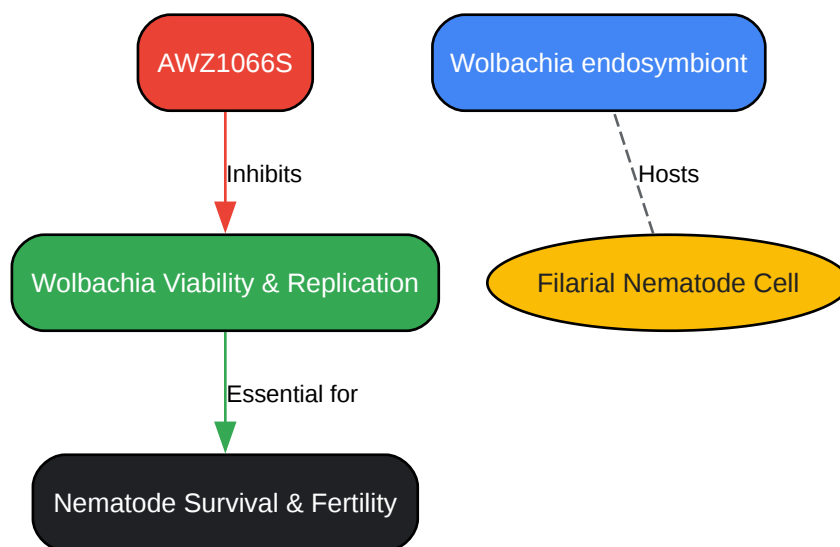 AWZ1066S
Wolbachia endosymbiont
Inhibits
Hosts
Wolbachia Viability & Replication
Filarial Nematode Cell
Essential for
Nematode Survival & Fertility